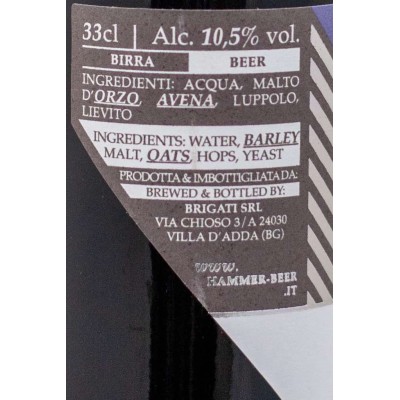 33cl | Alc. 10,5% vol.
BIRRA BEER
INGREDIENTI: ACQUA, MALTO
D'ORZO, AVENA, LUPPOLO,
LIEVITO
INGREDIENTS: WATER, BARLEY
MALT, OATS, HOPS, YEAST
PRODOTTA & IMBOTTIGLIATA DA:
BREWED & BOTTLED BY:
BRIGATI SRL
VIA CHIOSO 3/A 24030
VILLA D'ADDA (BG)
WWW.
HAMMER-BEER
.IT